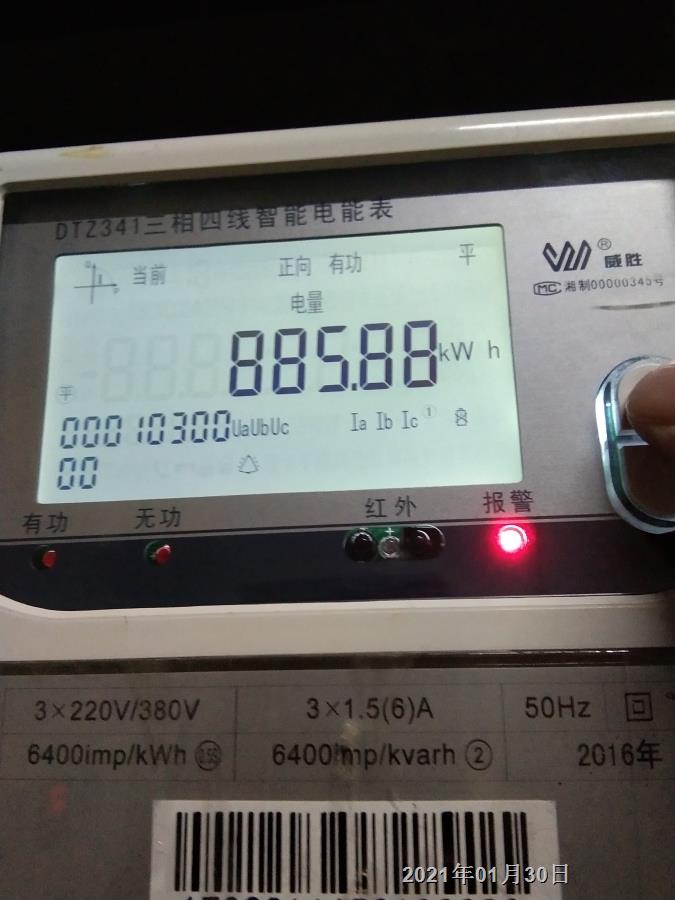 DTZ341三相四线智能电能表
当前 正向 有功 平
电量
885.88 kWh
平
00010300 UaUbUc Ia Ib Ic ①
00
威胜®
MC 湘制00000345号
有功 无功 红外 报警
3×220V/380V 3×1.5(6)A 50Hz
6400imp/kWh 6400imp/kvarh ② 2016年
2021年01月30日